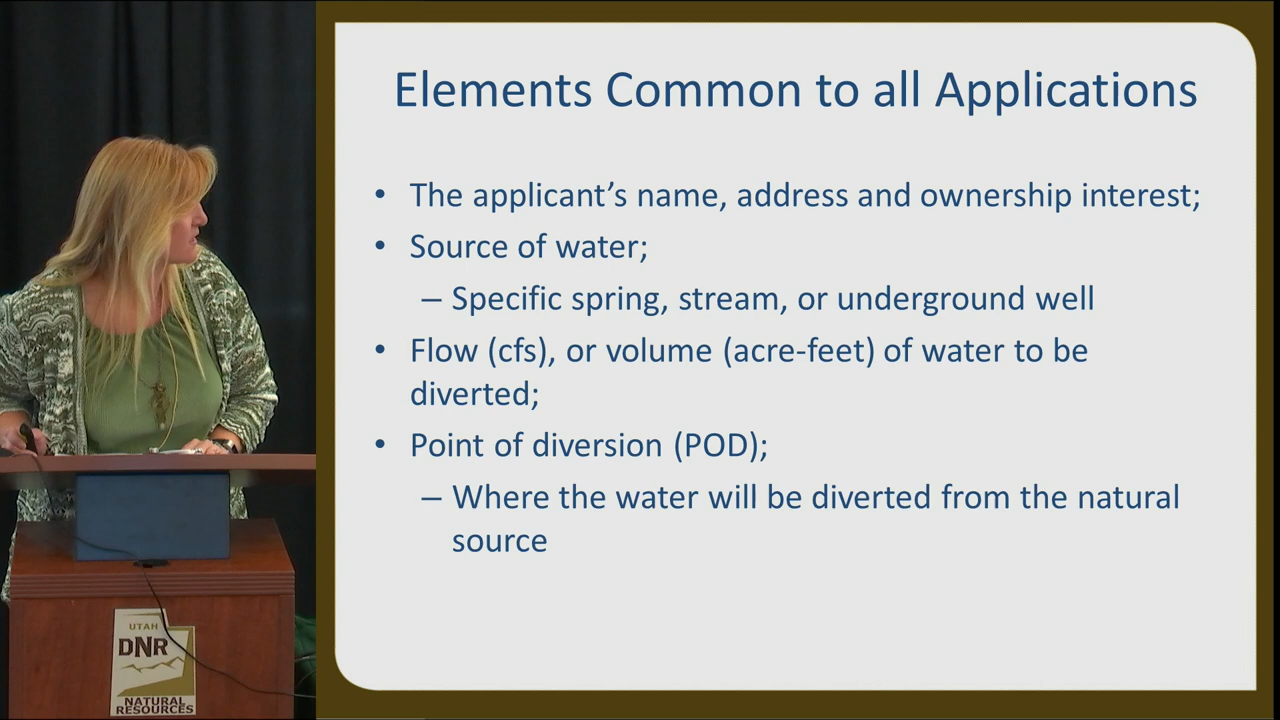 Elements Common to all Applications
• The applicant’s name, address and ownership interest;
• Source of water;
– Specific spring, stream, or underground well
• Flow (cfs), or volume (acre-feet) of water to be
diverted;
• Point of diversion (POD);
– Where the water will be diverted from the natural
source
UTAH
DNR
NATURAL
RESOURCES